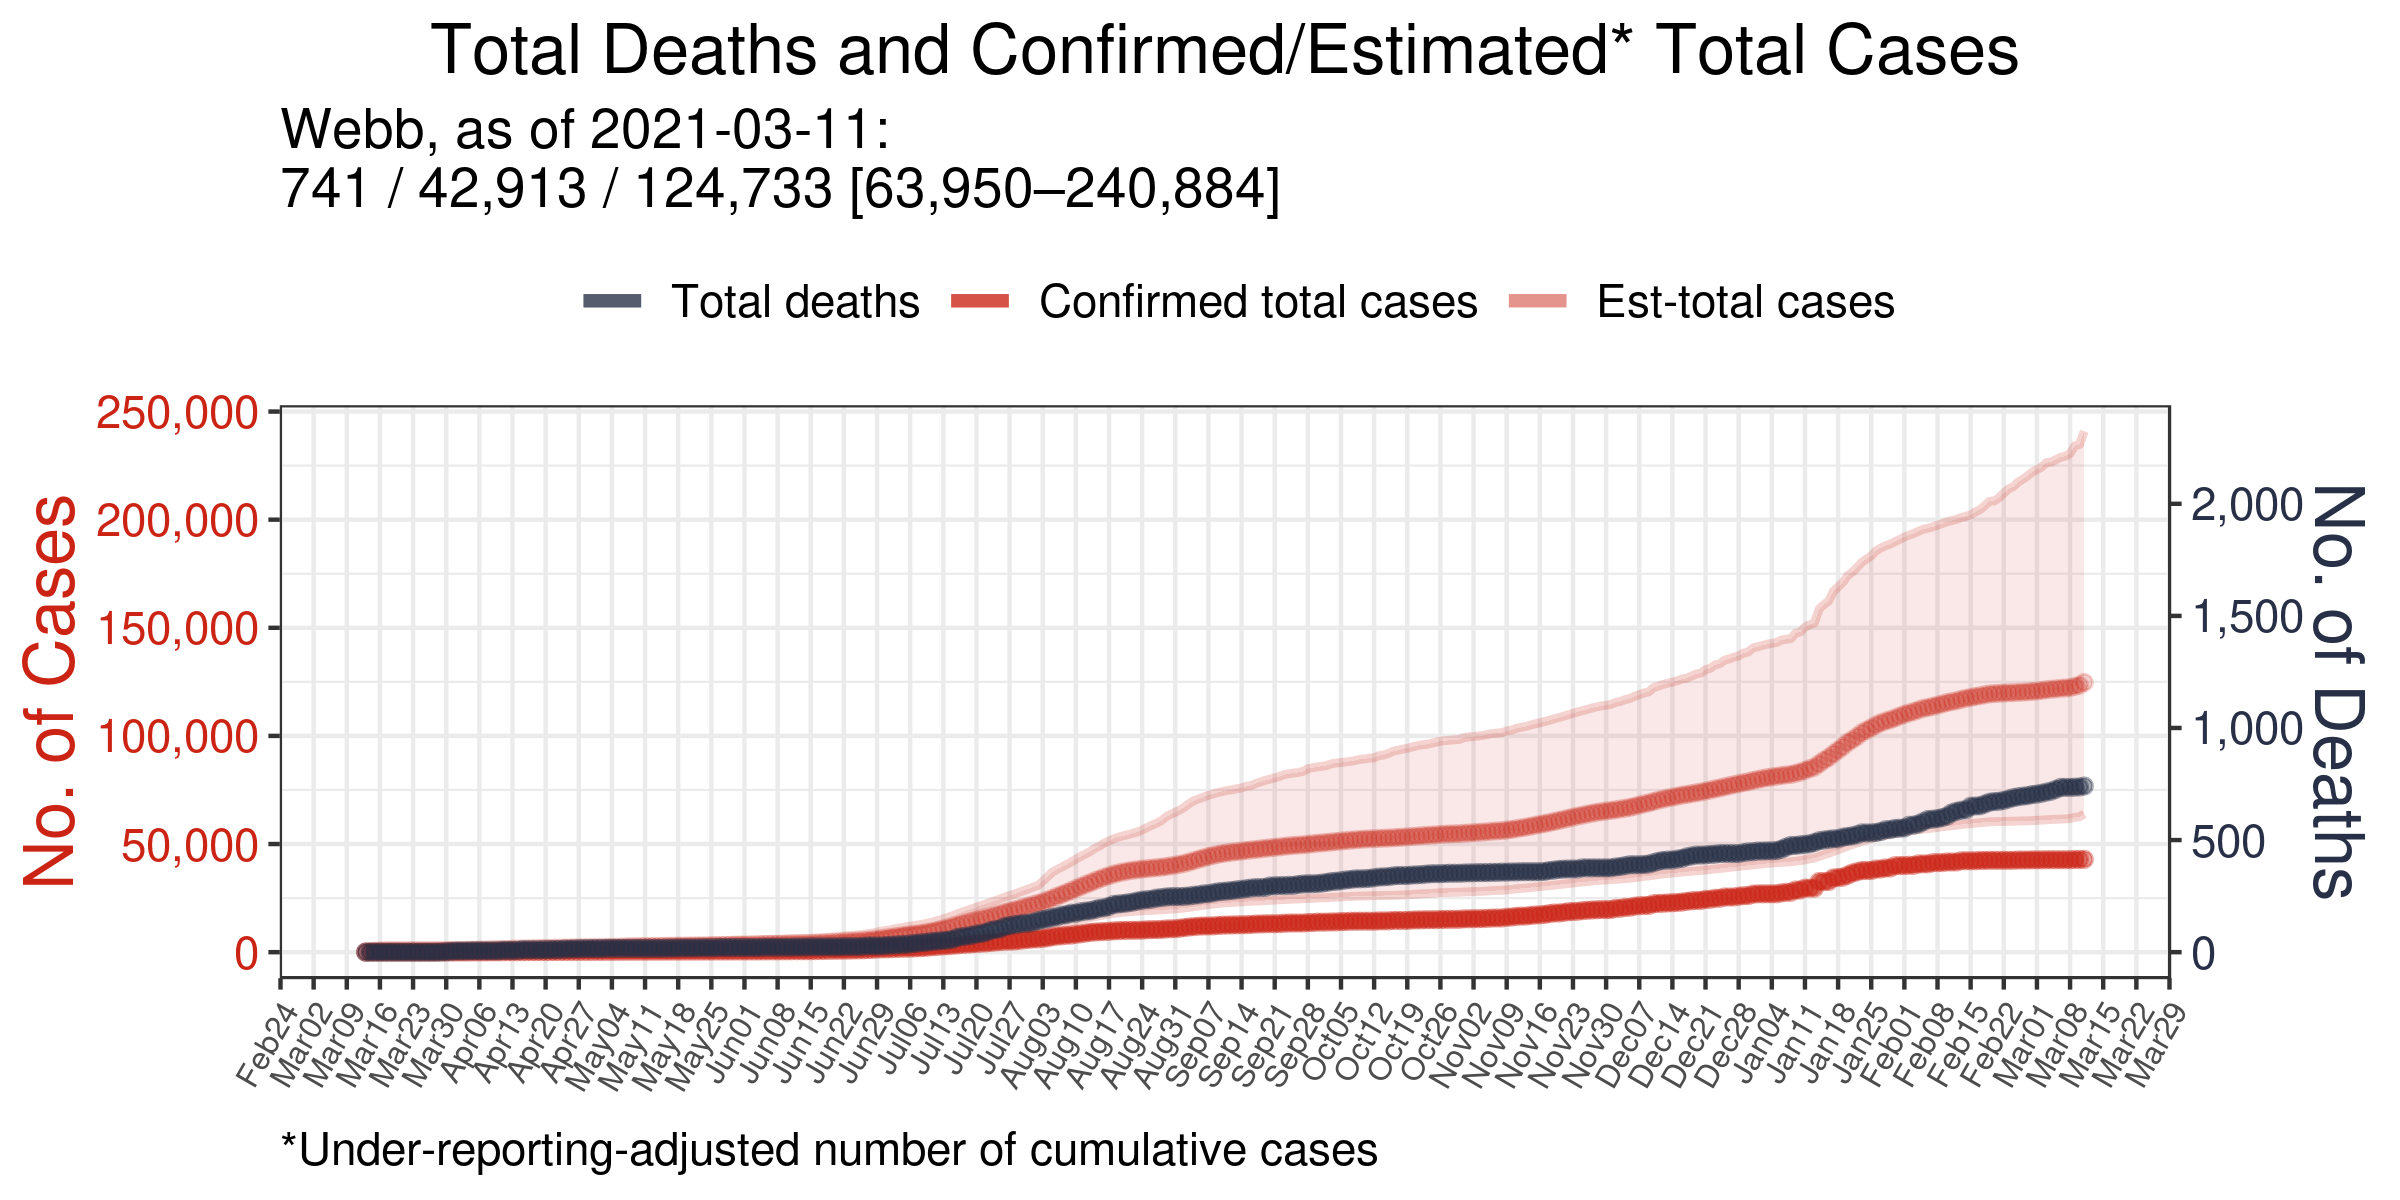 Total Deaths and Confirmed/Estimated* Total Cases
Webb, as of 2021-03-11:
741 / 42,913 / 124,733 [63,950–240,884]
Total deaths
Confirmed total cases
Est-total cases
No. of Cases
250,000
200,000
150,000
100,000
50,000
0
2,000
1,500
1,000
500
0
No. of Deaths
Feb24
Mar02
Mar09
Mar16
Mar23
Mar30
Apr06
Apr13
Apr20
Apr27
May04
May11
May18
May25
Jun01
Jun08
Jun15
Jun22
Jun29
Jul06
Jul13
Jul20
Jul27
Aug03
Aug10
Aug17
Aug24
Aug31
Sep07
Sep14
Sep21
Sep28
Oct05
Oct12
Oct19
Oct26
Nov02
Nov09
Nov16
Nov23
Nov30
Dec07
Dec14
Dec21
Dec28
Jan04
Jan11
Jan18
Jan25
Feb01
Feb08
Feb15
Feb22
Mar01
Mar08
Mar15
Mar22
Mar29
*Under-reporting-adjusted number of cumulative cases